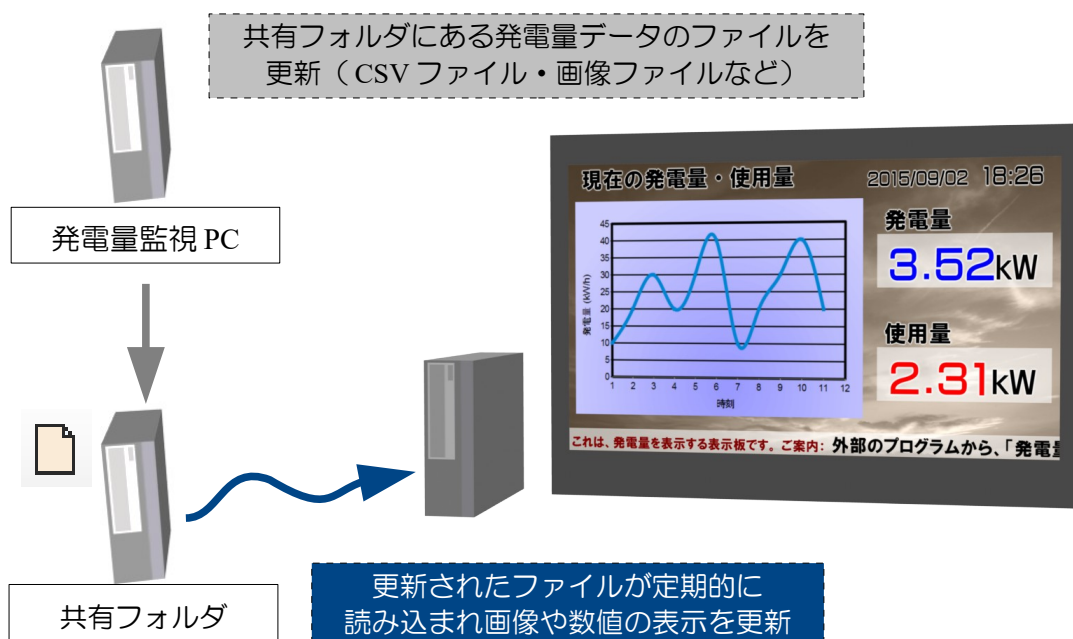 共有フォルダにある発電量データのファイルを
更新（CSVファイル・画像ファイルなど）
発電量監視 PC
現在の発電量・使用量
2015/09/02 18:26
発電量 (kW/h)
45
40
35
30
25
20
15
10
5
0
1 2 3 4 5 6 7 8 9 10 11 12
時刻
発電量
3.52kW
使用量
2.31kW
これは、発電量を表示する表示板です。ご案内: 外部のプログラムから、「発電量
共有フォルダ
更新されたファイルが定期的に
読み込まれ画像や数値の表示を更新